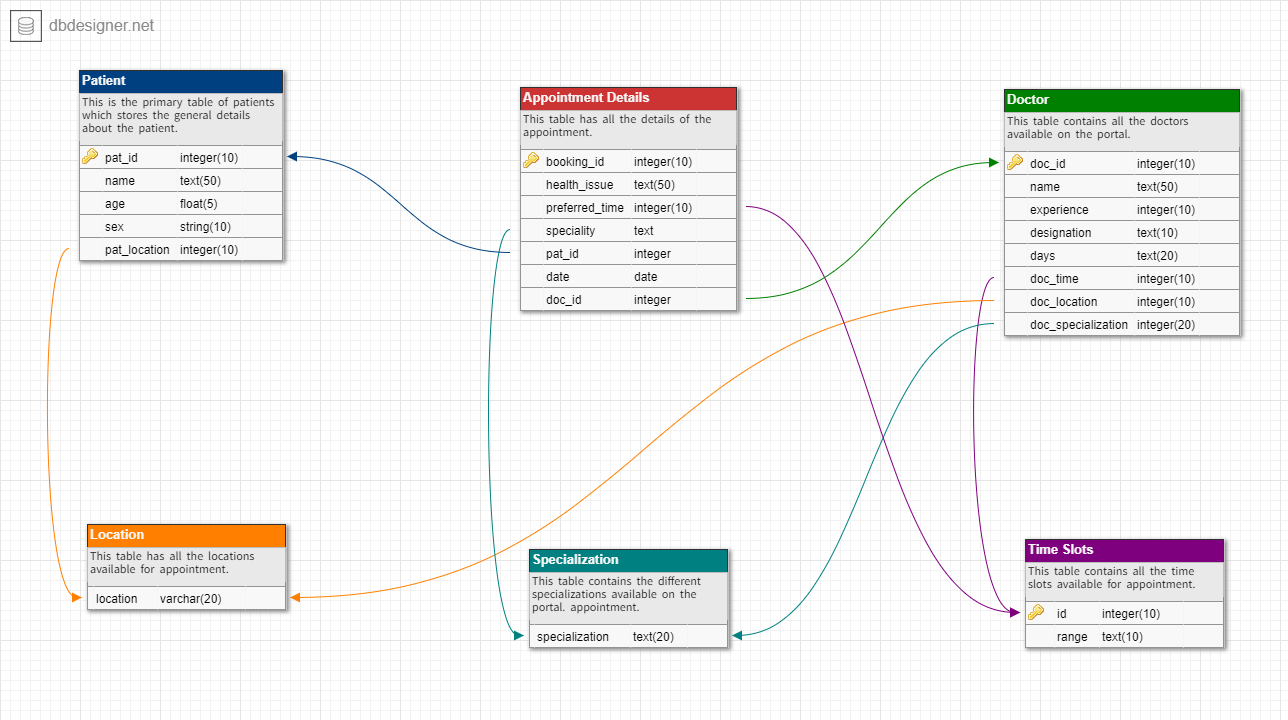 dbdesigner.net
Patient
This is the primary table of patients
which stores the general details
about the patient.
pat_id integer(10)
name text(50)
age float(5)
sex string(10)
pat_location integer(10)
Appointment Details
This table has all the details of the
appointment.
booking_id integer(10)
health_issue text(50)
preferred_time integer(10)
speciality text
pat_id integer
date date
doc_id integer
Doctor
This table contains all the doctors
available on the portal.
doc_id integer(10)
name text(50)
experience integer(10)
designation text(10)
days text(20)
doc_time integer(10)
doc_location integer(10)
doc_specialization integer(20)
Location
This table has all the locations
available for appointment.
location varchar(20)
Specialization
This table contains the different
specializations available on the
portal. appointment.
specialization text(20)
Time Slots
This table contains all the time
slots available for appointment.
id integer(10)
range text(10)